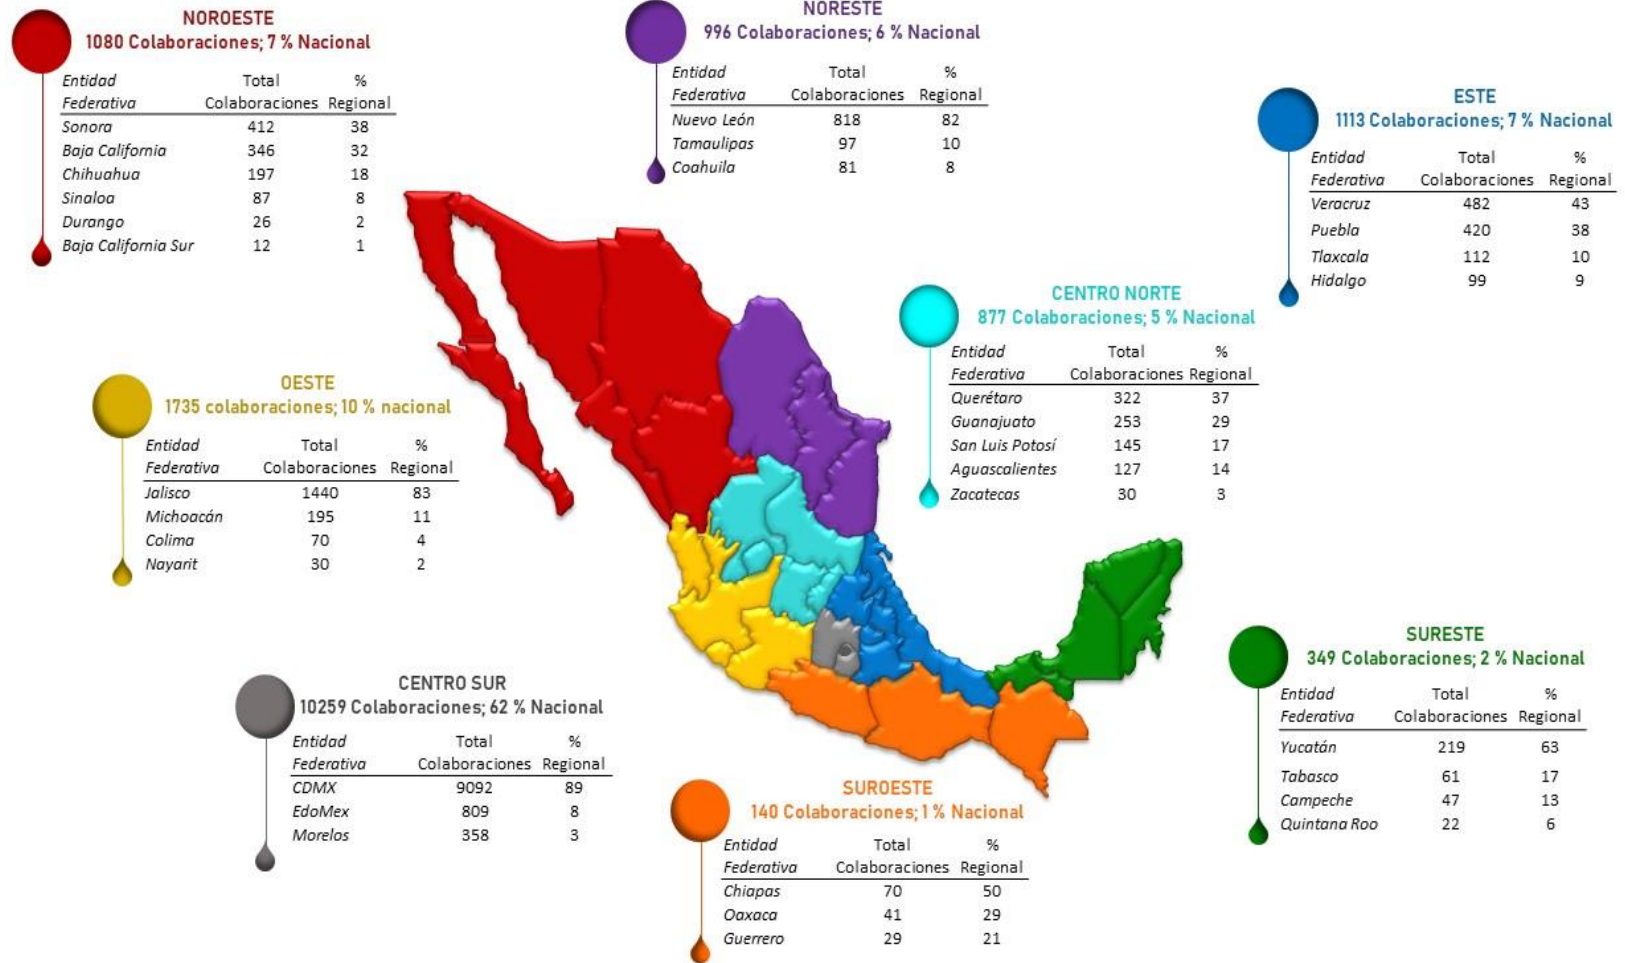 NOROESTE
1080 Colaboraciones; 7 % Nacional
Entidad Total %
Federativa Colaboraciones Regional
Sonora 412 38
Baja California 346 32
Chihuahua 197 18
Sinaloa 87 8
Durango 26 2
Baja California Sur 12 1
NORESTE
996 Colaboraciones; 6 % Nacional
Entidad Total %
Federativa Colaboraciones Regional
Nuevo León 818 82
Tamaulipas 97 10
Coahuila 81 8
ESTE
1113 Colaboraciones; 7 % Nacional
Entidad Total %
Federativa Colaboraciones Regional
Veracruz 482 43
Puebla 420 38
Tlaxcala 112 10
Hidalgo 99 9
CENTRO NORTE
877 Colaboraciones; 5 % Nacional
Entidad Total %
Federativa Colaboraciones Regional
Querétaro 322 37
Guanajuato 253 29
San Luis Potosí 145 17
Aguascalientes 127 14
Zacatecas 30 3
OESTE
1735 colaboraciones; 10 % nacional
Entidad Total %
Federativa Colaboraciones Regional
Jalisco 1440 83
Michoacán 195 11
Colima 70 4
Nayarit 30 2
SURESTE
349 Colaboraciones; 2 % Nacional
Entidad Total %
Federativa Colaboraciones Regional
Yucatán 219 63
Tabasco 61 17
Campeche 47 13
Quintana Roo 22 6
CENTRO SUR
10259 Colaboraciones; 62 % Nacional
Entidad Total %
Federativa Colaboraciones Regional
CDMX 9092 89
EdoMex 809 8
Morelos 358 3
SUROESTE
140 Colaboraciones; 1 % Nacional
Entidad Total %
Federativa Colaboraciones Regional
Chiapas 70 50
Oaxaca 41 29
Guerrero 29 21